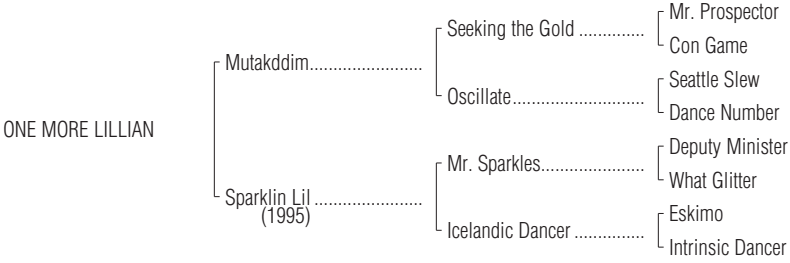 Mr. Prospector
Seeking the Gold ..............
Con Game
Mutakddim........................
Seattle Slew
Oscillate............................
Dance Number
ONE MORE LILLIAN
Deputy Minister
Mr. Sparkles......................
What Glitter
Sparklin Lil .......................
(1995)
Eskimo
Icelandic Dancer ...............
Intrinsic Dancer